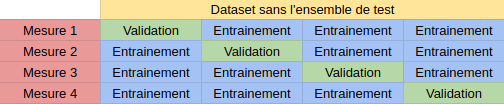 Dataset sans l'ensemble de test
Mesure 1 Validation Entrainement Entrainement Entrainement
Mesure 2 Entrainement Validation Entrainement Entrainement
Mesure 3 Entrainement Entrainement Validation Entrainement
Mesure 4 Entrainement Entrainement Entrainement Validation